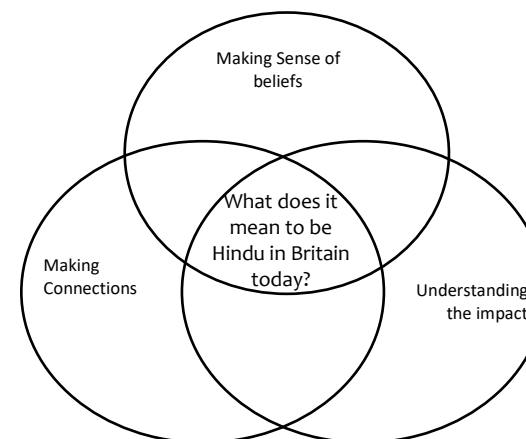 Making Sense of
beliefs
What does it
mean to be
Hindu in Britain
today?
Making
Connections
Understanding
the impact